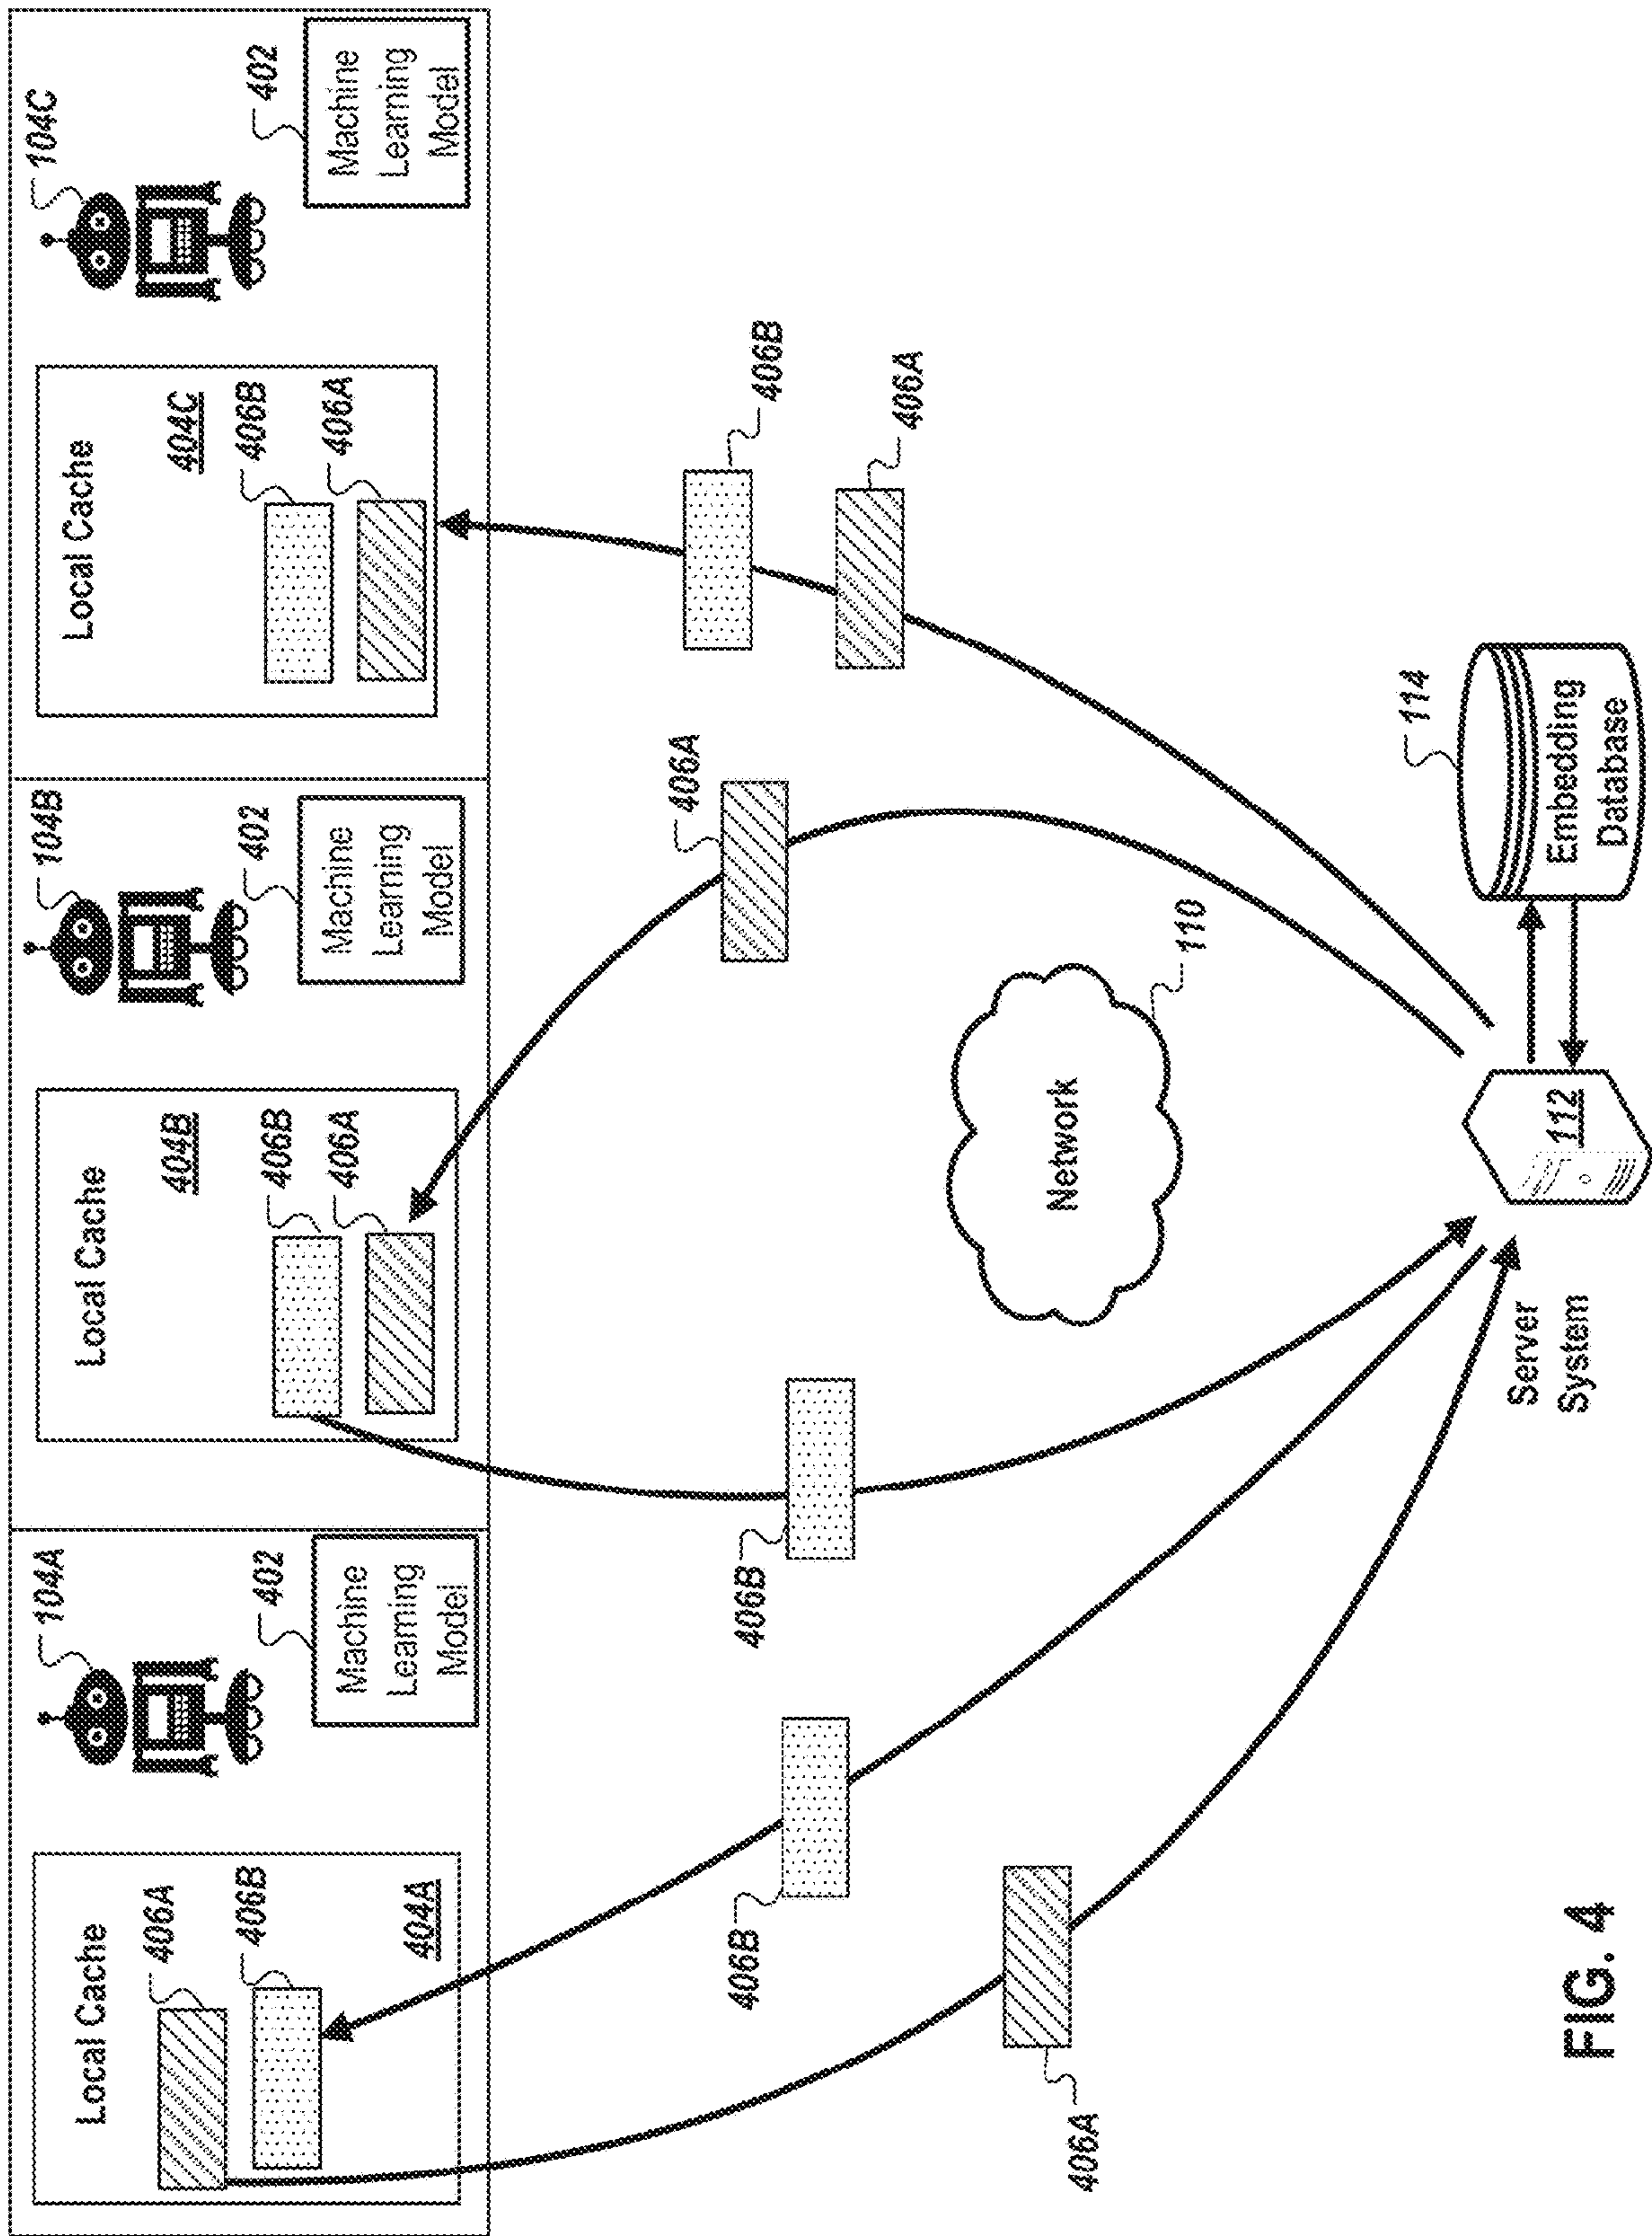 Local Cache
406A
406B
404A
104A
402
Machine
Learning
Model
Local Cache
404B
406B
406A
104B
402
Machine
Learning
Model
Local Cache
404C
406B
406A
104C
402
Machine
Learning
Model
406B
406B
406A
406A
406B
406A
Network
110
Server
System
112
114
Embedding
Database
FIG. 4